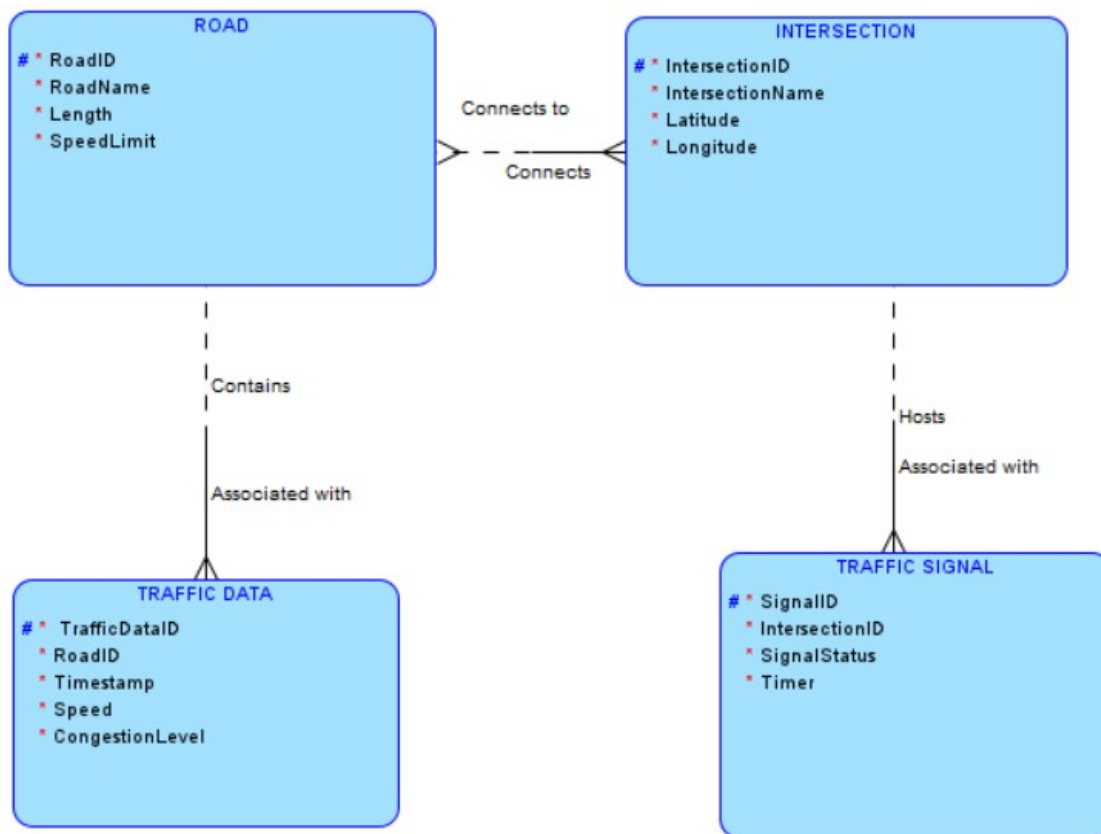 ROAD
# * RoadID
* RoadName
* Length
* SpeedLimit
INTERSECTION
# * IntersectionID
* IntersectionName
* Latitude
* Longitude
Connects to
Connects
Contains
Associated with
Hosts
Associated with
TRAFFIC DATA
# * TrafficDataID
* RoadID
* Timestamp
* Speed
* CongestionLevel
TRAFFIC SIGNAL
# * SignalID
* IntersectionID
* SignalStatus
* Timer